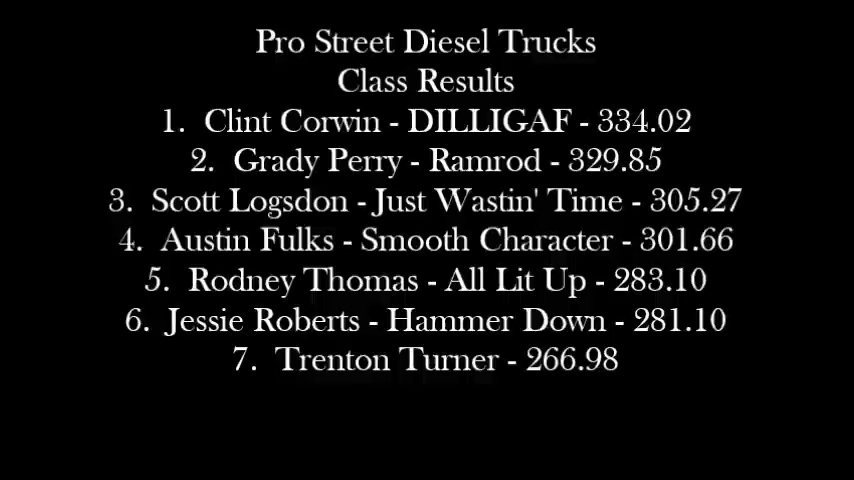 Pro Street Diesel Trucks
Class Results
1. Clint Corwin - DILLIGAF - 334.02
2. Grady Perry - Ramrod - 329.85
3. Scott Logsdon - Just Wastin' Time - 305.27
4. Austin Fulks - Smooth Character - 301.66
5. Rodney Thomas - All Lit Up - 283.10
6. Jessie Roberts - Hammer Down - 281.10
7. Trenton Turner - 266.98